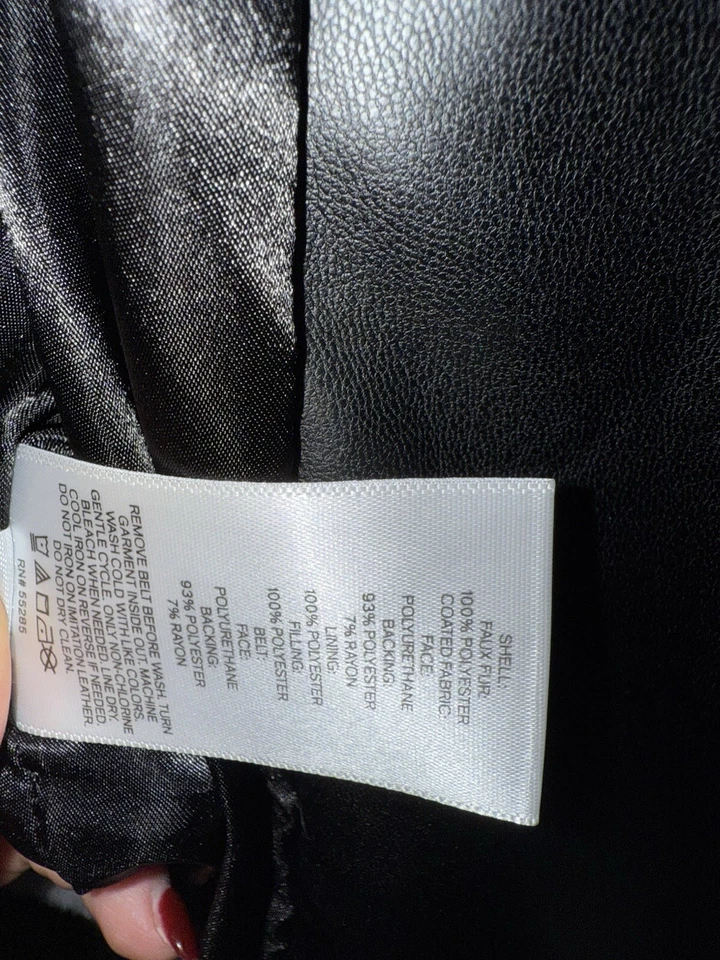 SHELL:
FAUX FUR:
100% POLYESTER
COATED FABRIC:
FACE:
POLYURETHANE
BACKING:
93% POLYESTER
7% RAYON
LINING:
100% POLYESTER
FILLING:
100% POLYESTER
BELT:
FACE:
POLYURETHANE
BACKING:
93% POLYESTER
7% RAYON
REMOVE BELT BEFORE WASH. TURN
GARMENT INSIDE OUT. MACHINE
WASH COLD WITH LIKE COLORS.
GENTLE CYCLE. ONLY NON-CHLORINE
BLEACH WHEN NEEDED. LINE DRY.
COOL IRON ON REVERSE IF NEEDED.
DO NOT IRON ON IMITATION LEATHER.
DO NOT DRY CLEAN.
RN# 55285